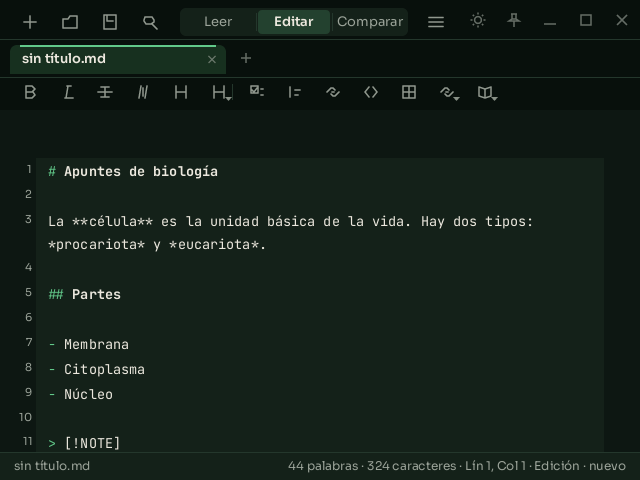 Leer Editar Comparar
sin título.md
1 # Apuntes de biología
2
3 La **célula** es la unidad básica de la vida. Hay dos tipos:
*procariota* y *eucariota*.
4
5 ## Partes
6
7 - Membrana
8 - Citoplasma
9 - Núcleo
10
11 > [!NOTE]
sin título.md 44 palabras · 324 caracteres · Lín 1, Col 1 · Edición · nuevo